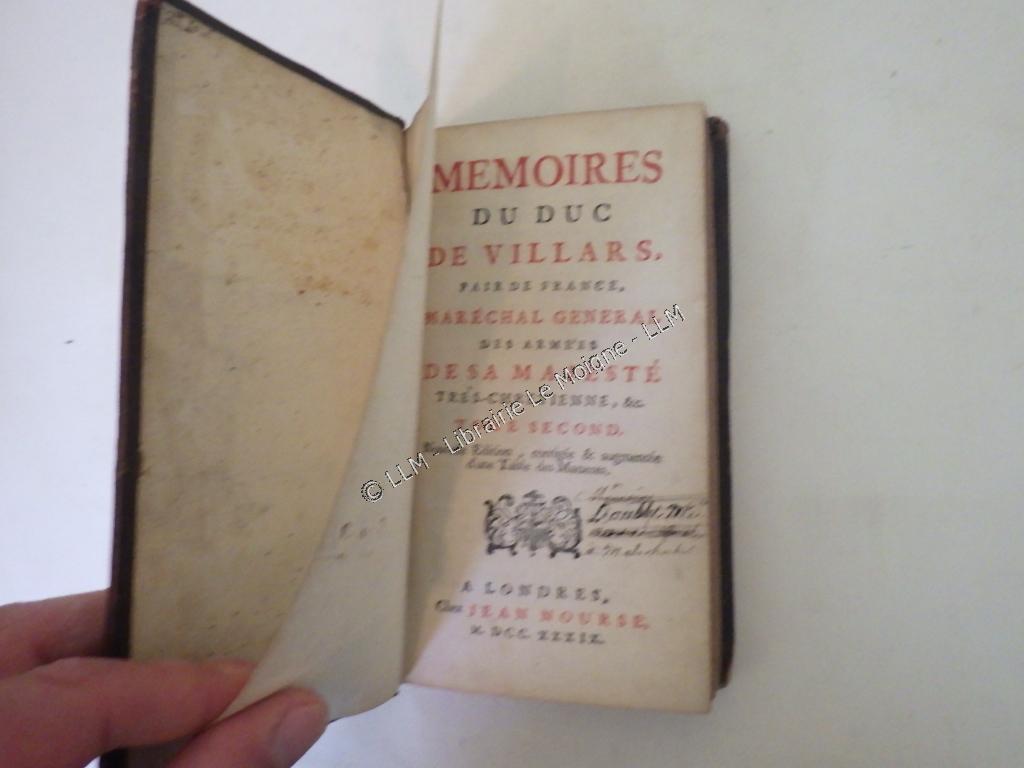 MEMOIRES
DU DUC
DE VILLARS,
PAIR DE FRANCE,
MARÉCHAL GENERAL
DES ARMÉES
DE SA MAJESTÉ
TRÉS-CHRETIENNE, &c.
TOME SECOND.
Edition, corrigée & augmentée
d'une Table des Matieres.
A LONDRES,
Chez JEAN NOURSE,
M. DCC. XXXIX.
© LLM - Librairie Le Moigne - LLM